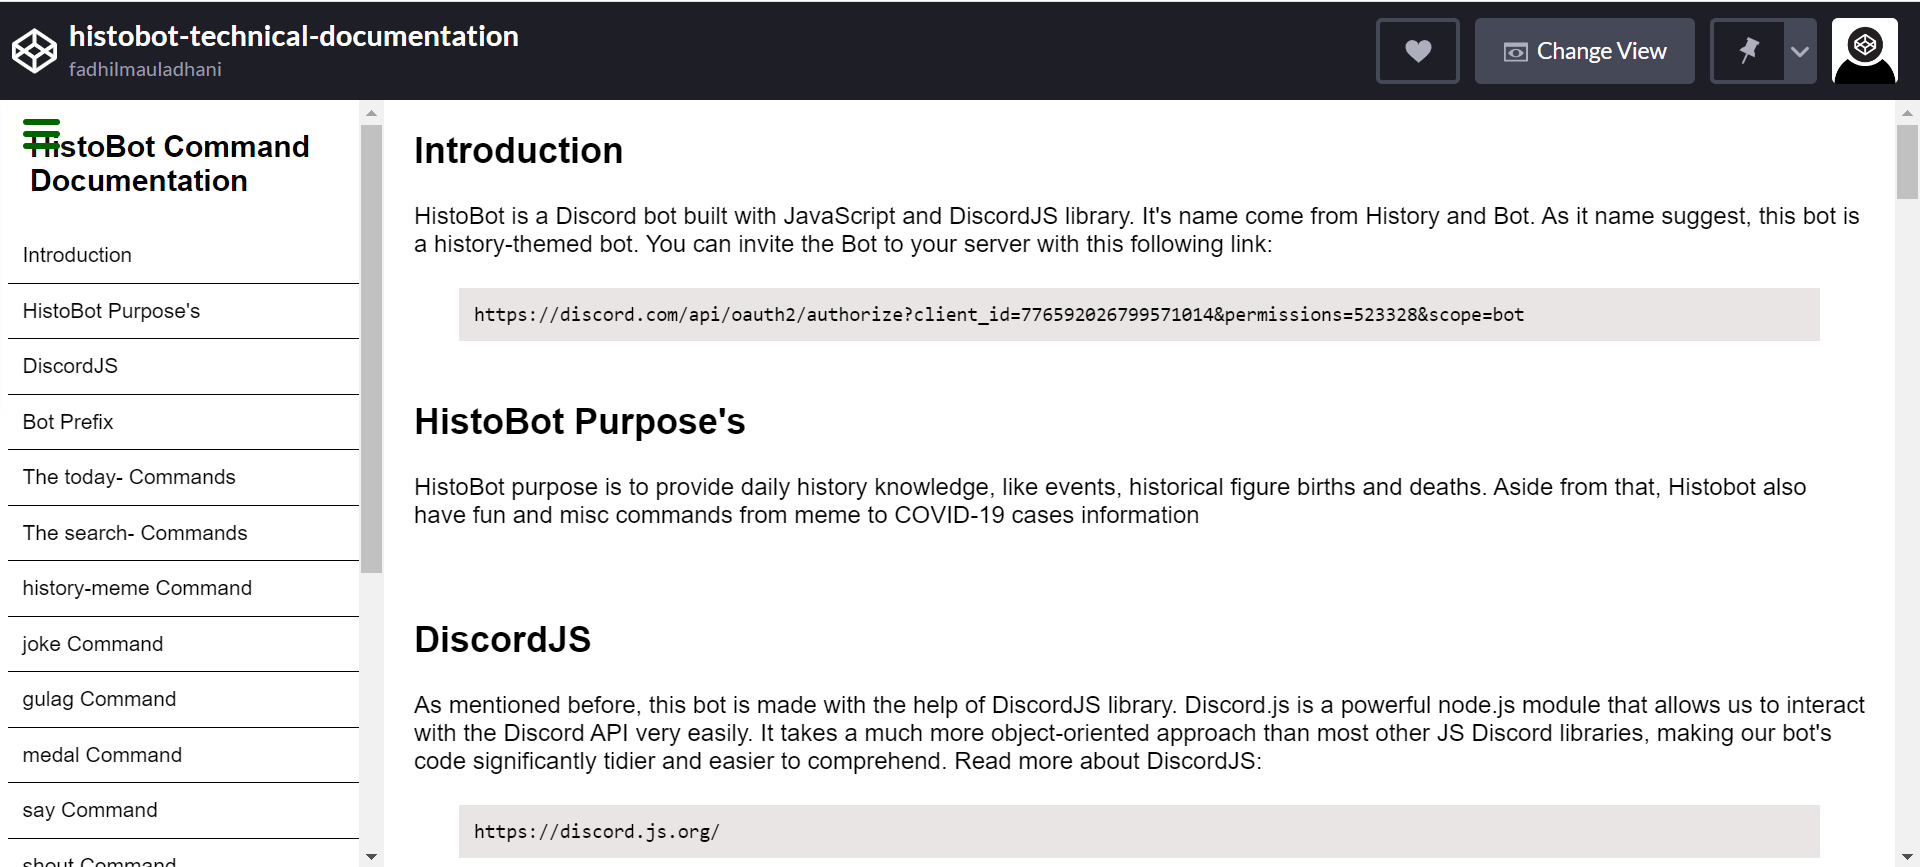 histobot-technical-documentation
fadhilmauladhani
Change View
HistoBot Command
Documentation
Introduction
HistoBot Purpose's
DiscordJS
Bot Prefix
The today- Commands
The search- Commands
history-meme Command
joke Command
gulag Command
medal Command
say Command
shout Command
Introduction
HistoBot is a Discord bot built with JavaScript and DiscordJS library. It's name come from History and Bot. As it name suggest, this bot is
a history-themed bot. You can invite the Bot to your server with this following link:
https://discord.com/api/oauth2/authorize?client_id=776592026799571014&permissions=523328&scope=bot
HistoBot Purpose's
HistoBot purpose is to provide daily history knowledge, like events, historical figure births and deaths. Aside from that, Histobot also
have fun and misc commands from meme to COVID-19 cases information
DiscordJS
As mentioned before, this bot is made with the help of DiscordJS library. Discord.js is a powerful node.js module that allows us to interact
with the Discord API very easily. It takes a much more object-oriented approach than most other JS Discord libraries, making our bot's
code significantly tidier and easier to comprehend. Read more about DiscordJS:
https://discord.js.org/